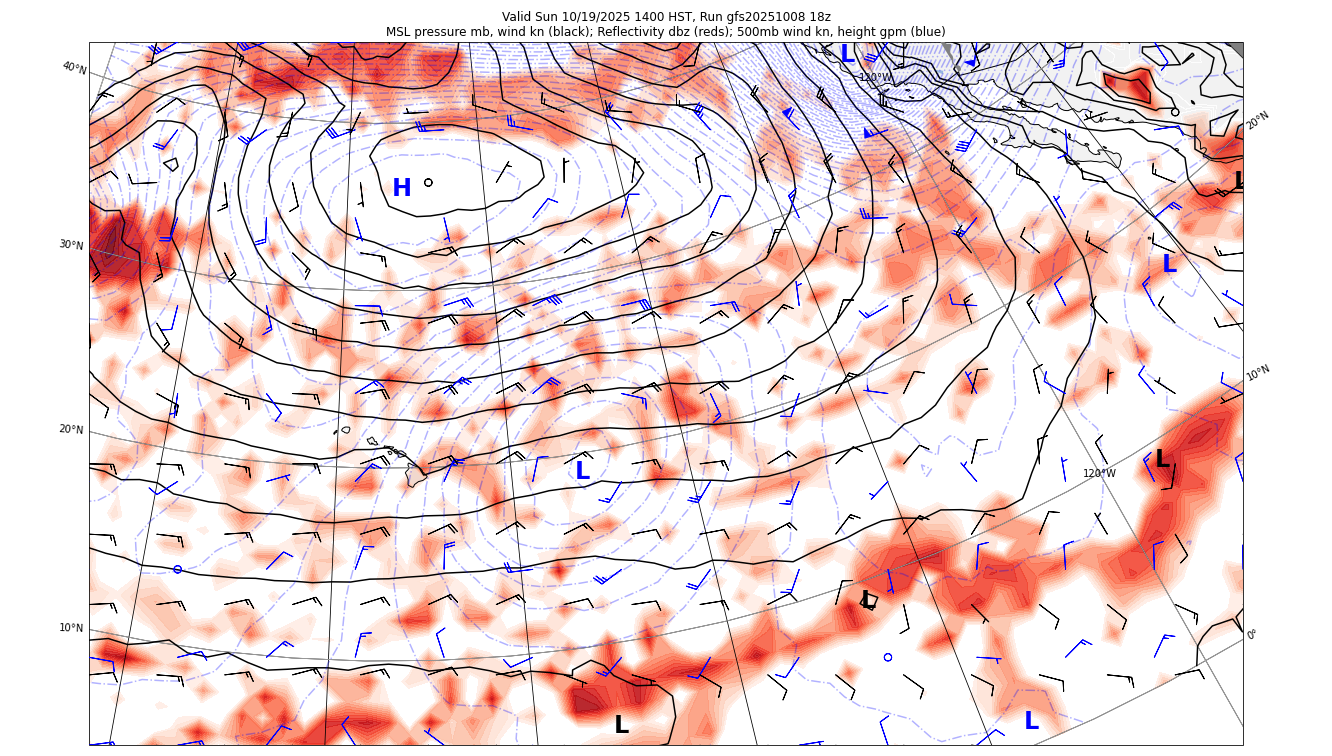 Valid Sun 10/19/2025 1400 HST, Run gfs20251008 18z
MSL pressure mb, wind kn (black); Reflectivity dbz (reds); 500mb wind kn, height gpm (blue)
L
40°N
120°W
20°N
H
L
30°N
L
10°N
20°N
L
L
120°W
L
10°N
0°
L
L